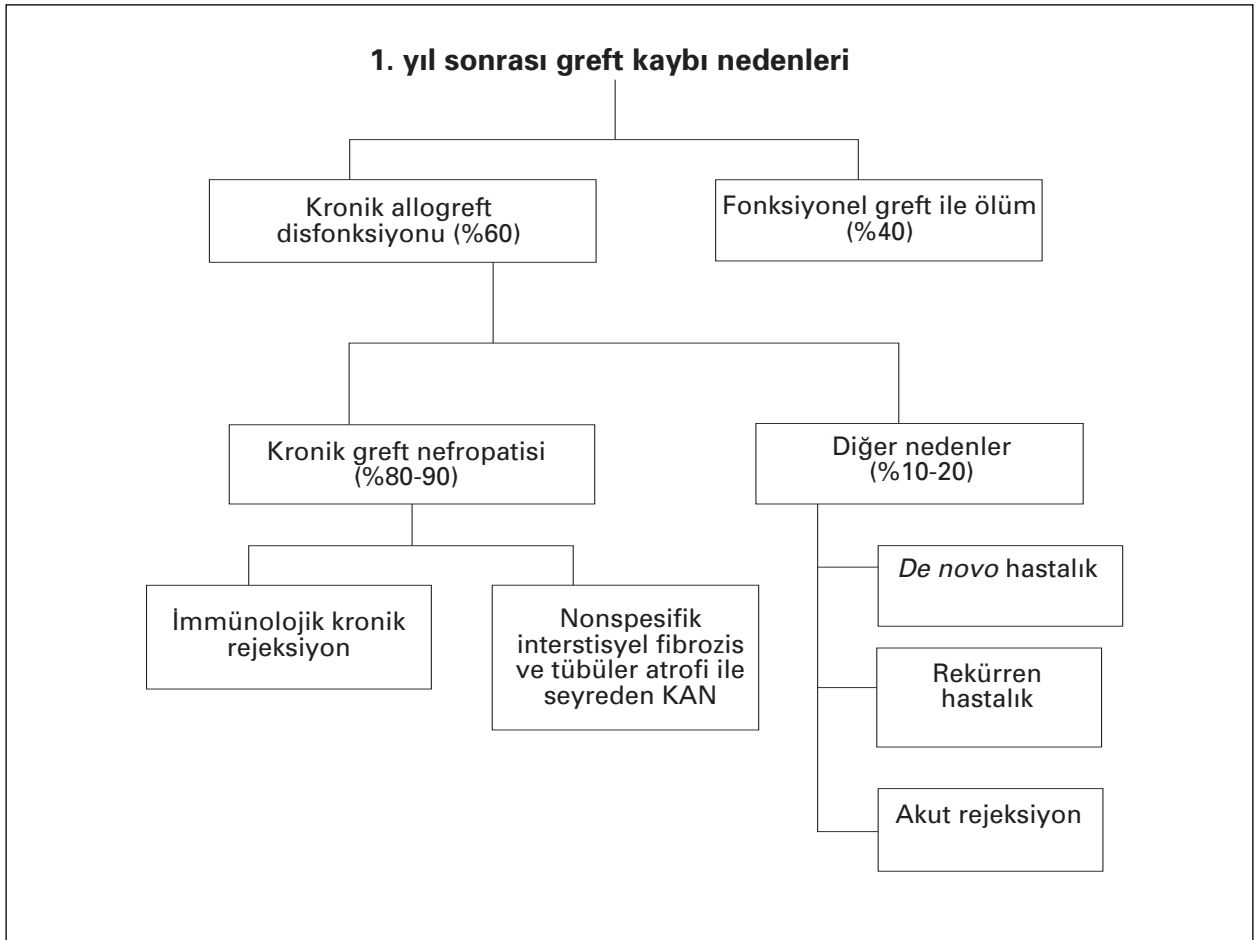 1. yıl sonrası greft kaybı nedenleri
Kronik allogreft
disfonksiyonu (%60)
Fonksiyonel greft ile ölüm
(%40)
Kronik greft nefropatisi
(%80-90)
Diğer nedenler
(%10-20)
İmmünolojik kronik
rejeksiyon
Nonspesifik
interstisyel fibrozis
ve tübüler atrofi ile
seyreden KAN
De novo hastalık
Rekürren
hastalık
Akut rejeksiyon